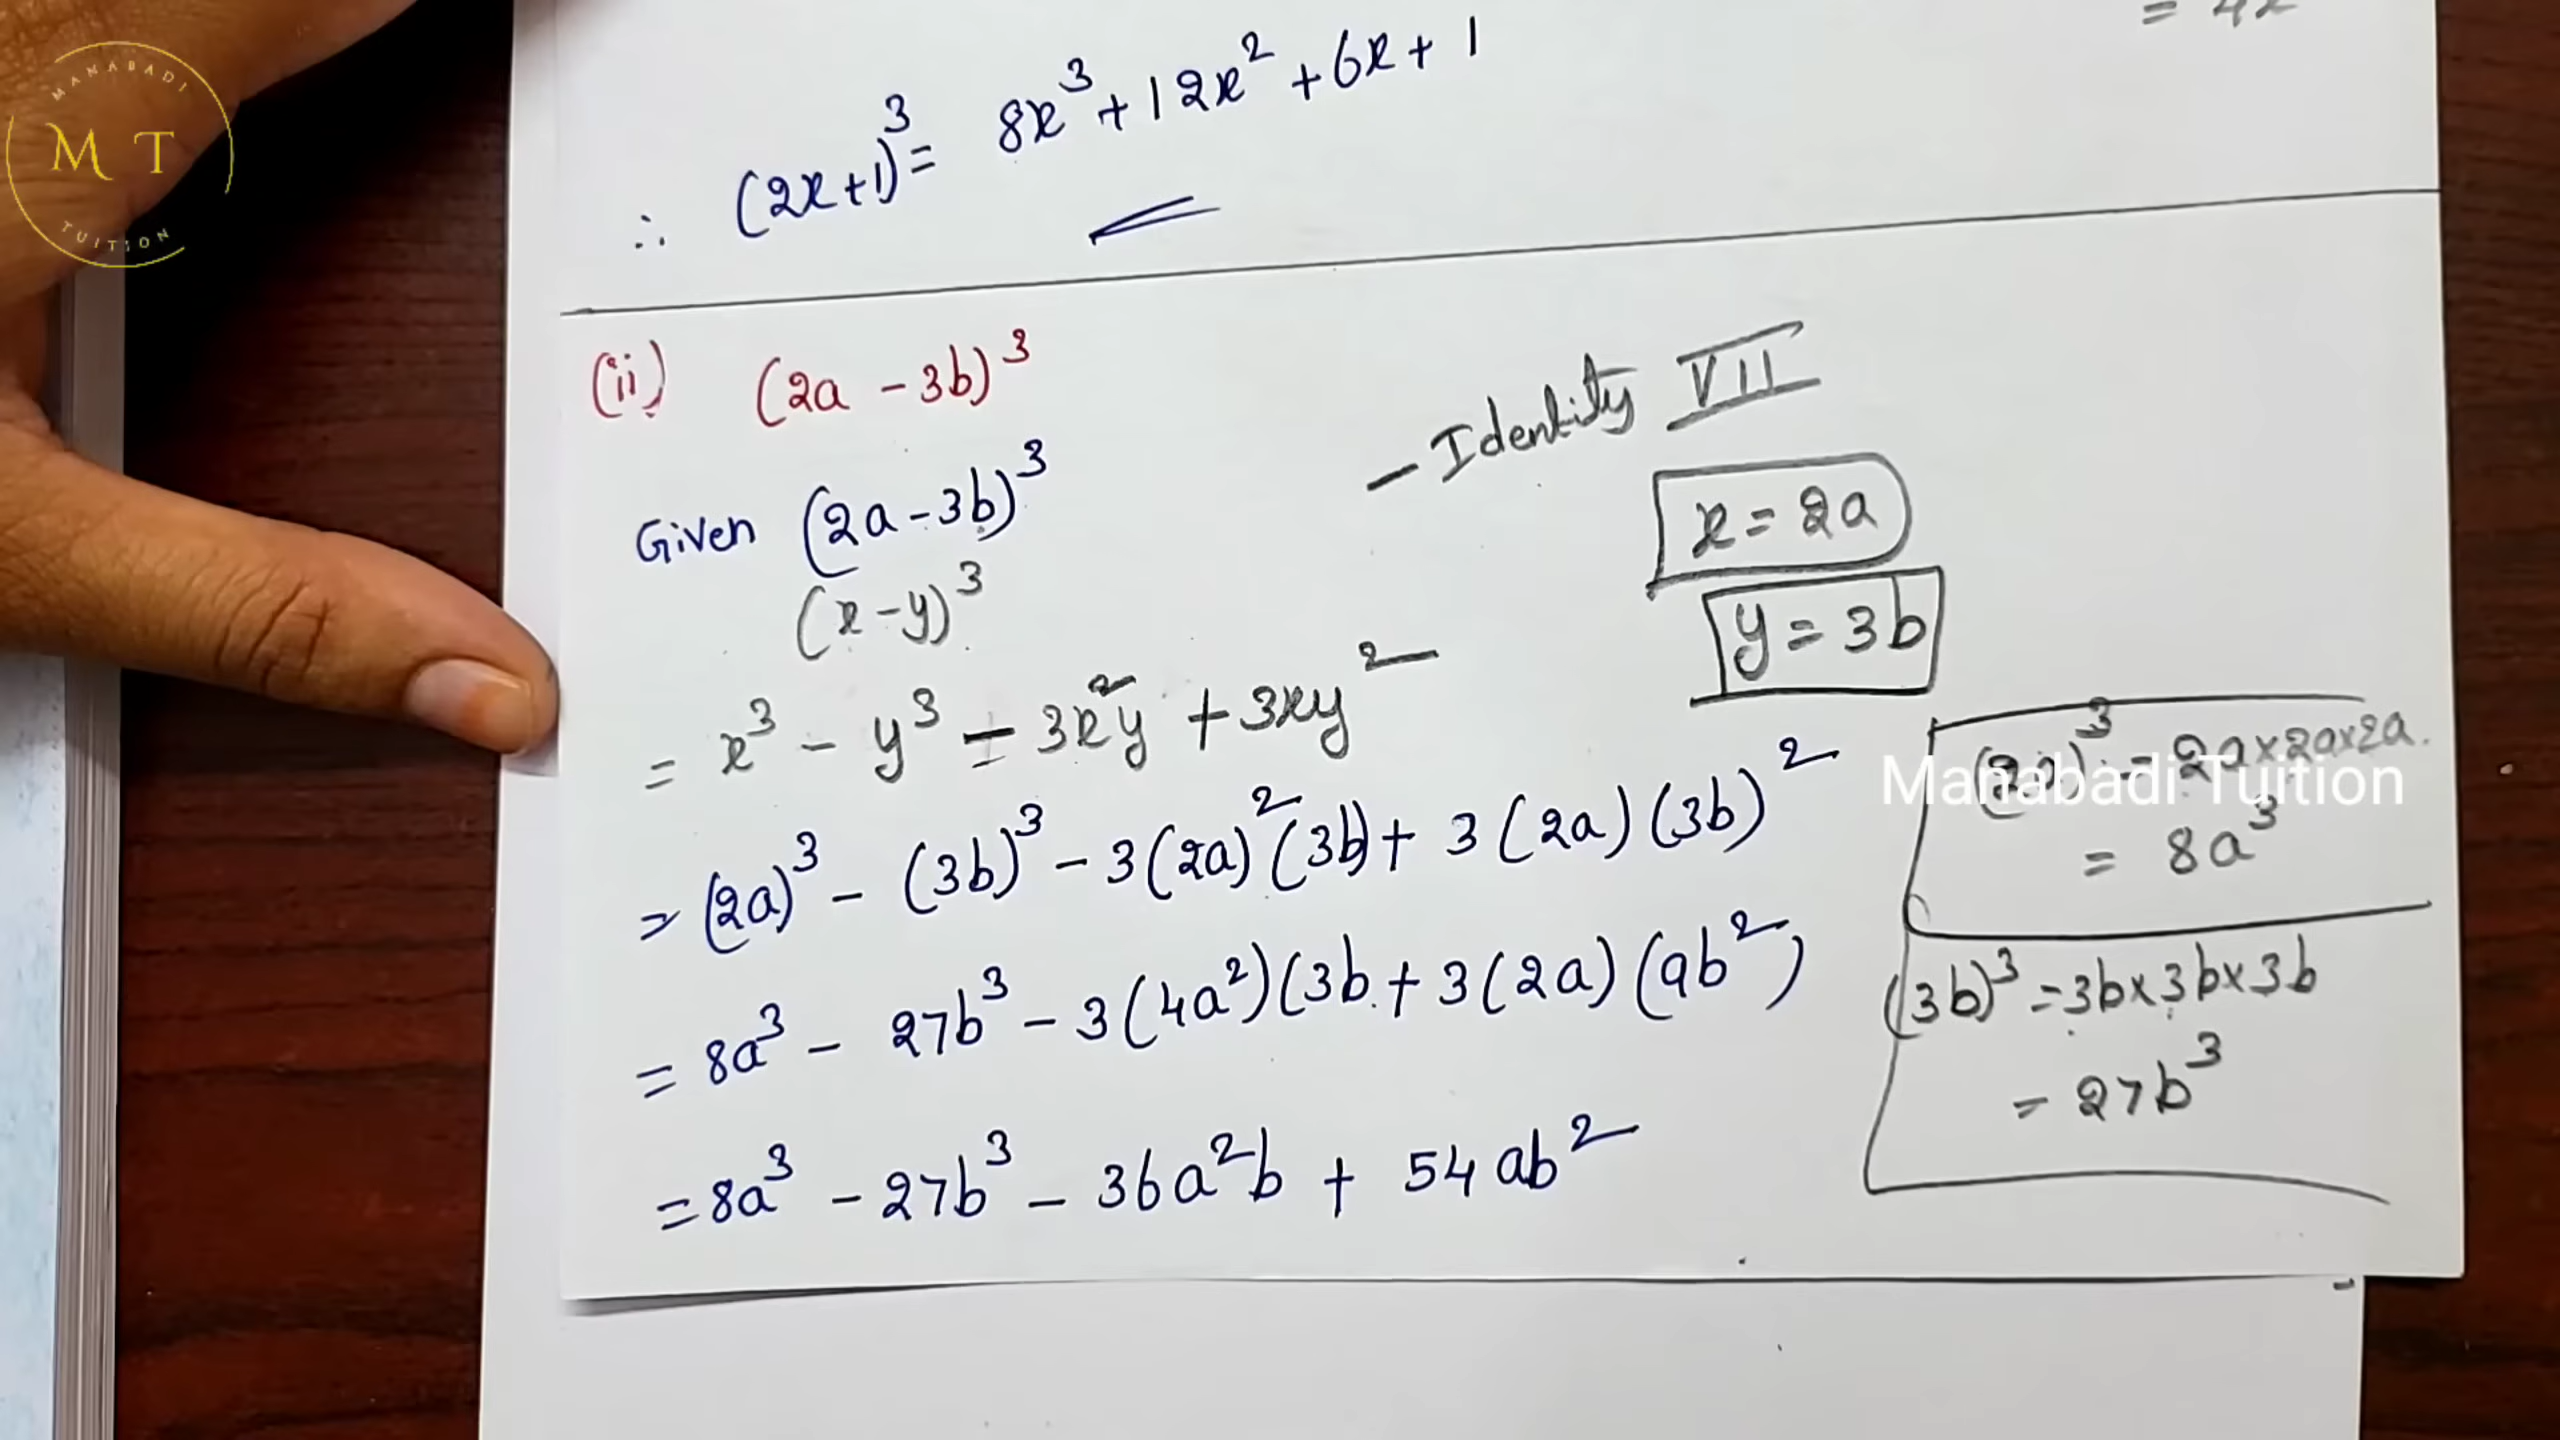 MANABADI
M T
TUITION
= 4x
∴ (2x+1)³ = 8x³+12x²+6x+1
(ii) (2a-3b)³
- Identity VII
Given (2a-3b)³
x=2a
(x-y)³
y=3b
= x³ - y³ - 3x²y + 3xy²
(2a)³ = 2a×2a×2a.
Manabadi Tuition
= 8a³
= (2a)³ - (3b)³ - 3(2a)²(3b) + 3(2a)(3b)²
(3b)³ = 3b×3b×3b
= 27b³
= 8a³ - 27b³ - 3(4a²)(3b + 3(2a)(9b²)
= 8a³ - 27b³ - 36a²b + 54ab²